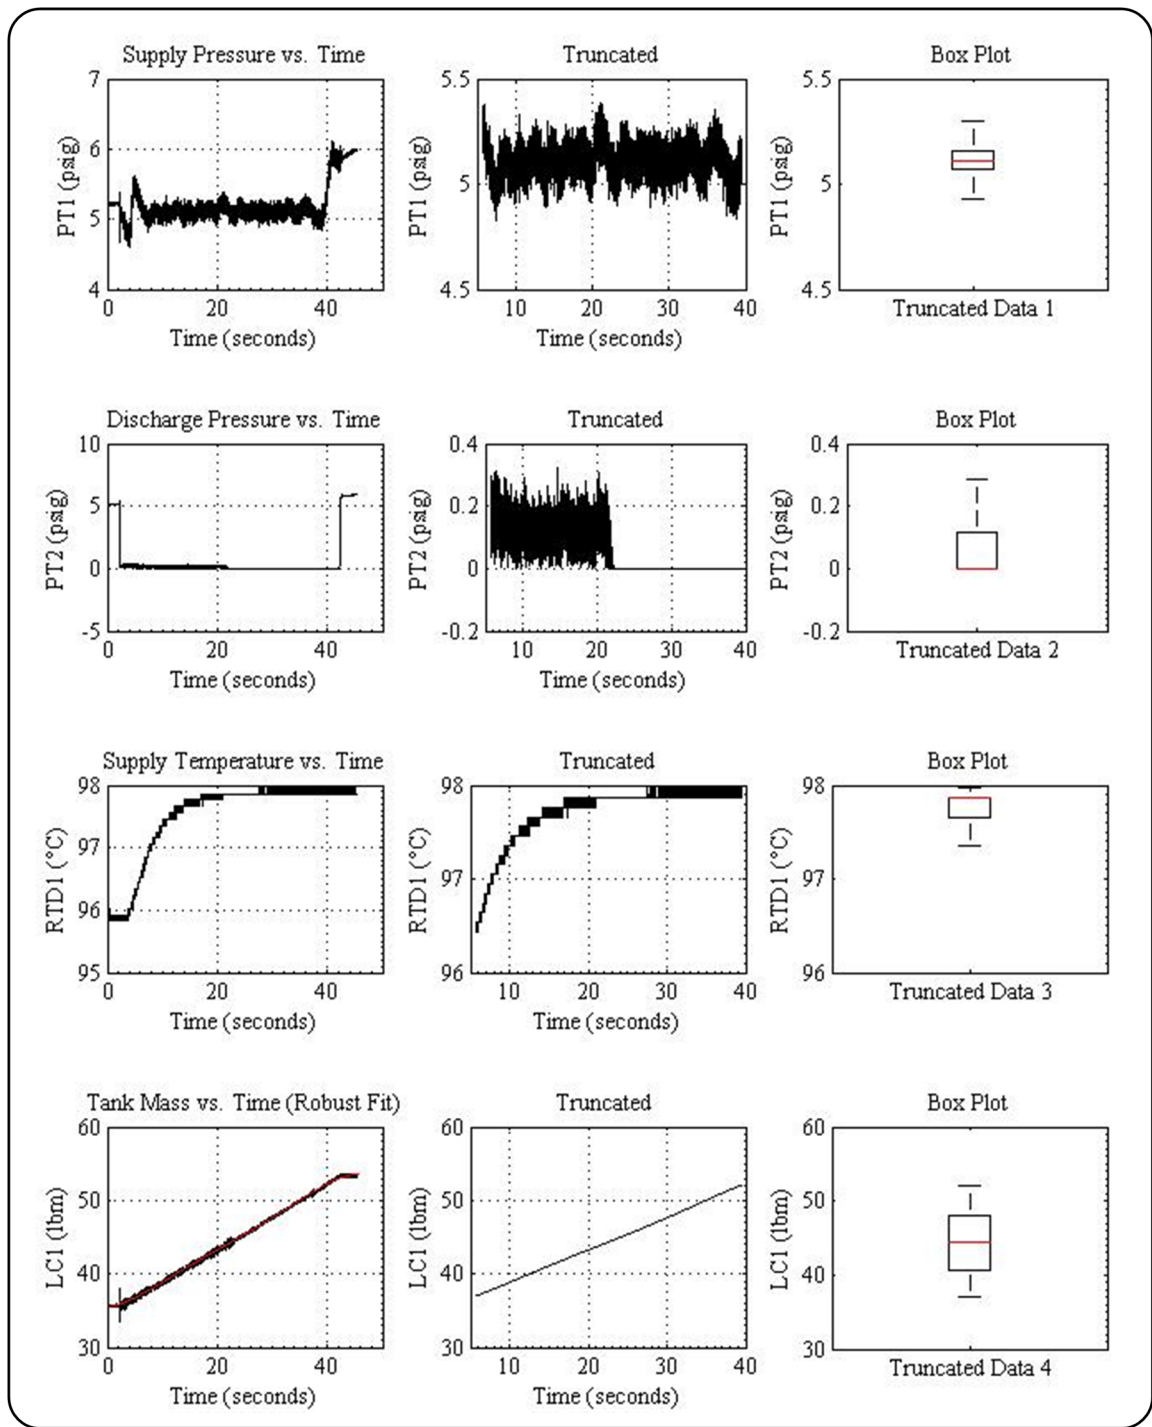 Supply Pressure vs. Time Truncated Box Plot
7 5.5 5.5
6
5 5 5
4 4.5 4.5
PT1 (psig) PT1 (psig) PT1 (psig)
0 20 40 10 20 30 40 Truncated Data 1
Time (seconds) Time (seconds)
Discharge Pressure vs. Time Truncated Box Plot
10 0.4 0.4
5 0.2 0.2
0 0 0
-5 -0.2 -0.2
PT2 (psig) PT2 (psig) PT2 (psig)
0 20 40 10 20 30 40 Truncated Data 2
Time (seconds) Time (seconds)
Supply Temperature vs. Time Truncated Box Plot
98 98 98
97 97 97
96
95 96 96
RTD1 (°C) RTD1 (°C) RTD1 (°C)
0 20 40 10 20 30 40 Truncated Data 3
Time (seconds) Time (seconds)
Tank Mass vs. Time (Robust Fit) Truncated Box Plot
60 60 60
50 50 50
40 40 40
30 30 30
LC1 (lbm) LC1 (lbm) LC1 (lbm)
0 20 40 10 20 30 40 Truncated Data 4
Time (seconds) Time (seconds)